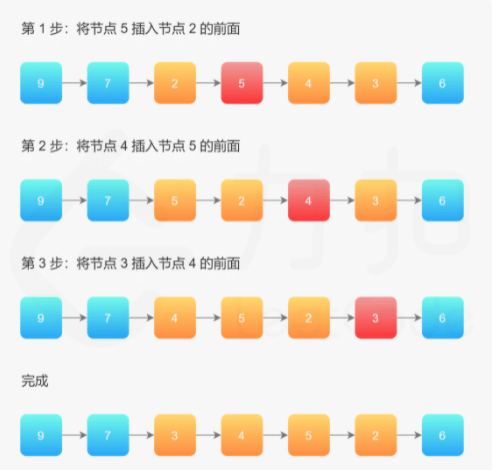 第 1 步：将节点 5 插入节点 2 的前面
9 7 2 5 4 3 6
第 2 步：将节点 4 插入节点 5 的前面
9 7 5 2 4 3 6
第 3 步：将节点 3 插入节点 4 的前面
9 7 4 5 2 3 6
完成
9 7 3 4 5 2 6